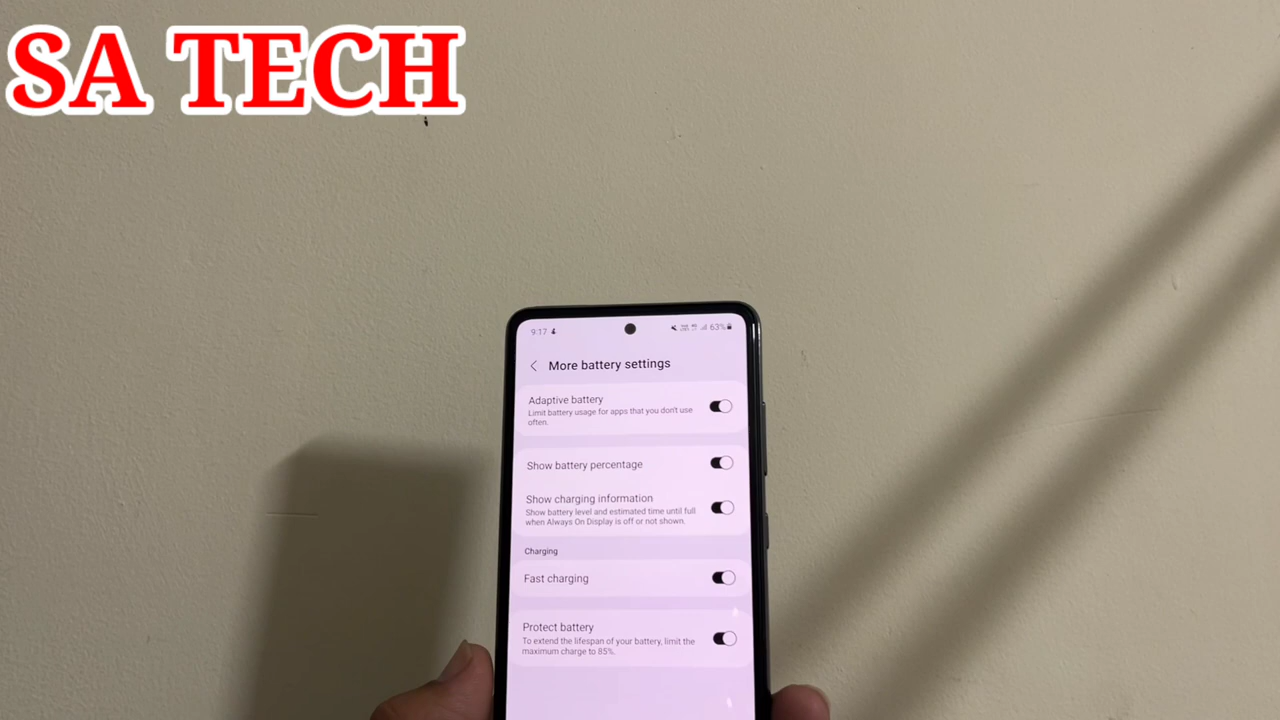 SA TECH
9:17
63%
More battery settings
Adaptive battery
Limit battery usage for apps that you don't use
often.
Show battery percentage
Show charging information
Show battery level and estimated time until full
when Always On Display is off or not shown.
Charging
Fast charging
Protect battery
To extend the lifespan of your battery, limit the
maximum charge to 85%.